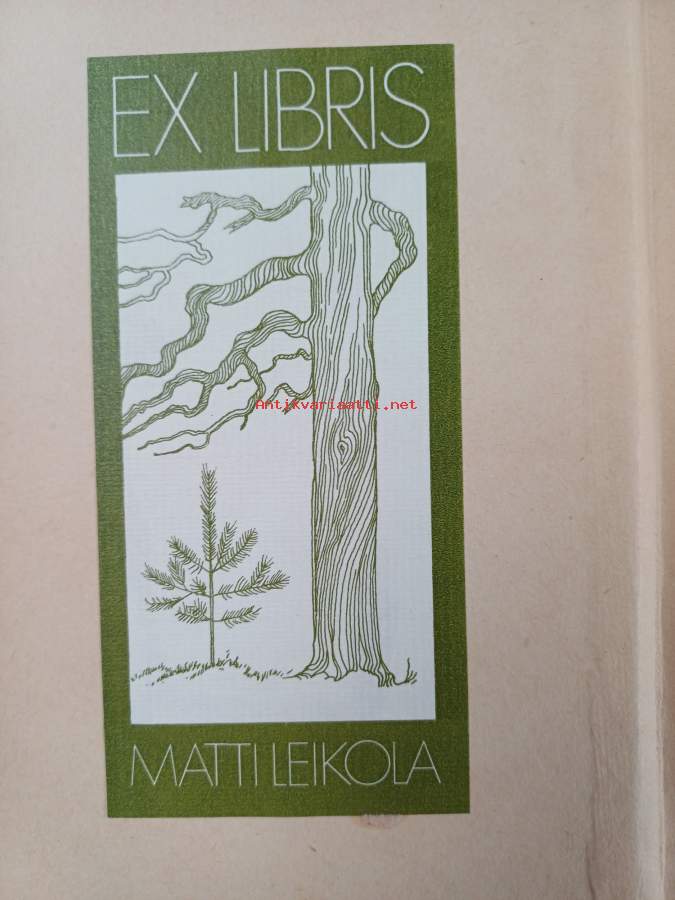 EX LIBRIS
Antikvariaatti.net
MATTI LEIKOLA